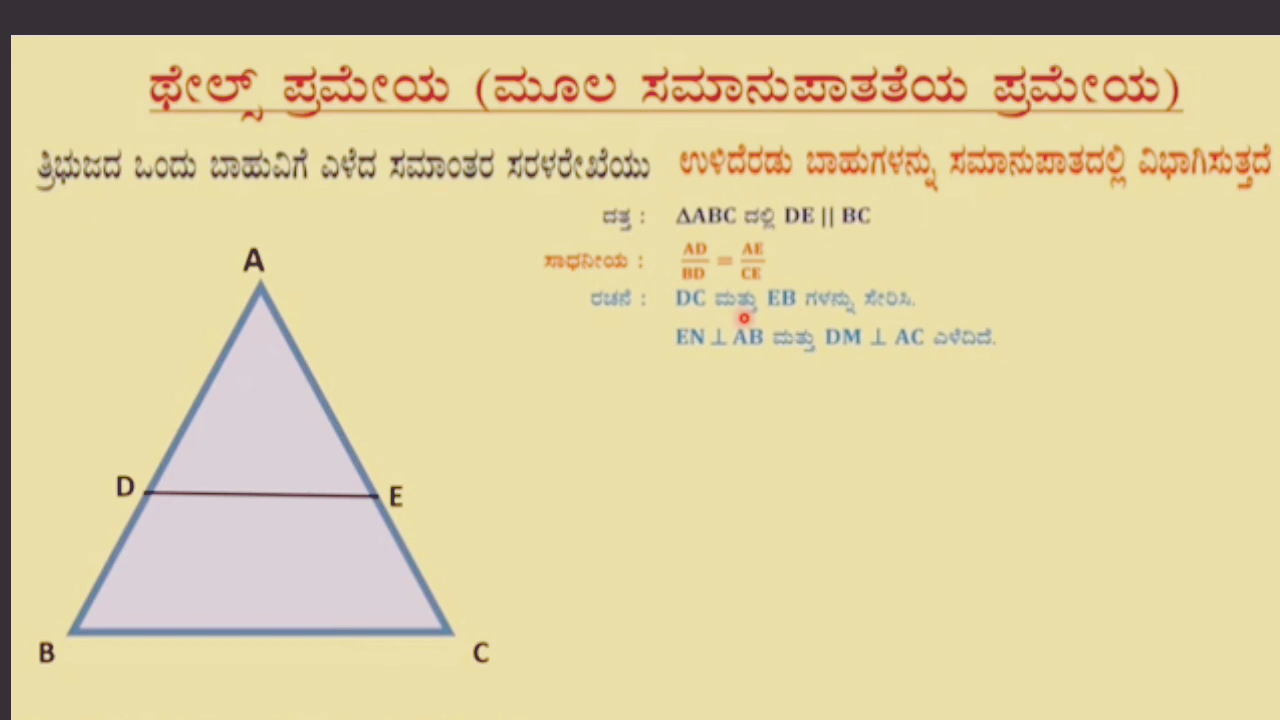 ಥೇಲ್ಸ್ ಪ್ರಮೇಯ (ಮೂಲ ಸಮಾನುಪಾತತೆಯ ಪ್ರಮೇಯ)
ತ್ರಿಭುಜದ ಒಂದು ಬಾಹುವಿಗೆ ಎಳೆದ ಸಮಾಂತರ ಸರಳರೇಖೆಯು ಉಳಿದೆರಡು ಬಾಹುಗಳನ್ನು ಸಮಾನುಪಾತದಲ್ಲಿ ವಿಭಾಗಿಸುತ್ತದೆ
ದತ್ತ : ΔABC ದಲ್ಲಿ DE || BC
ಸಾಧನೀಯ : AD/BD = AE/CE
ರಚನೆ : DC ಮತ್ತು EB ಗಳನ್ನು ಸೇರಿಸಿ.
EN ⊥ AB ಮತ್ತು DM ⊥ AC ಎಳೆದಿದೆ.
A
D E
B C